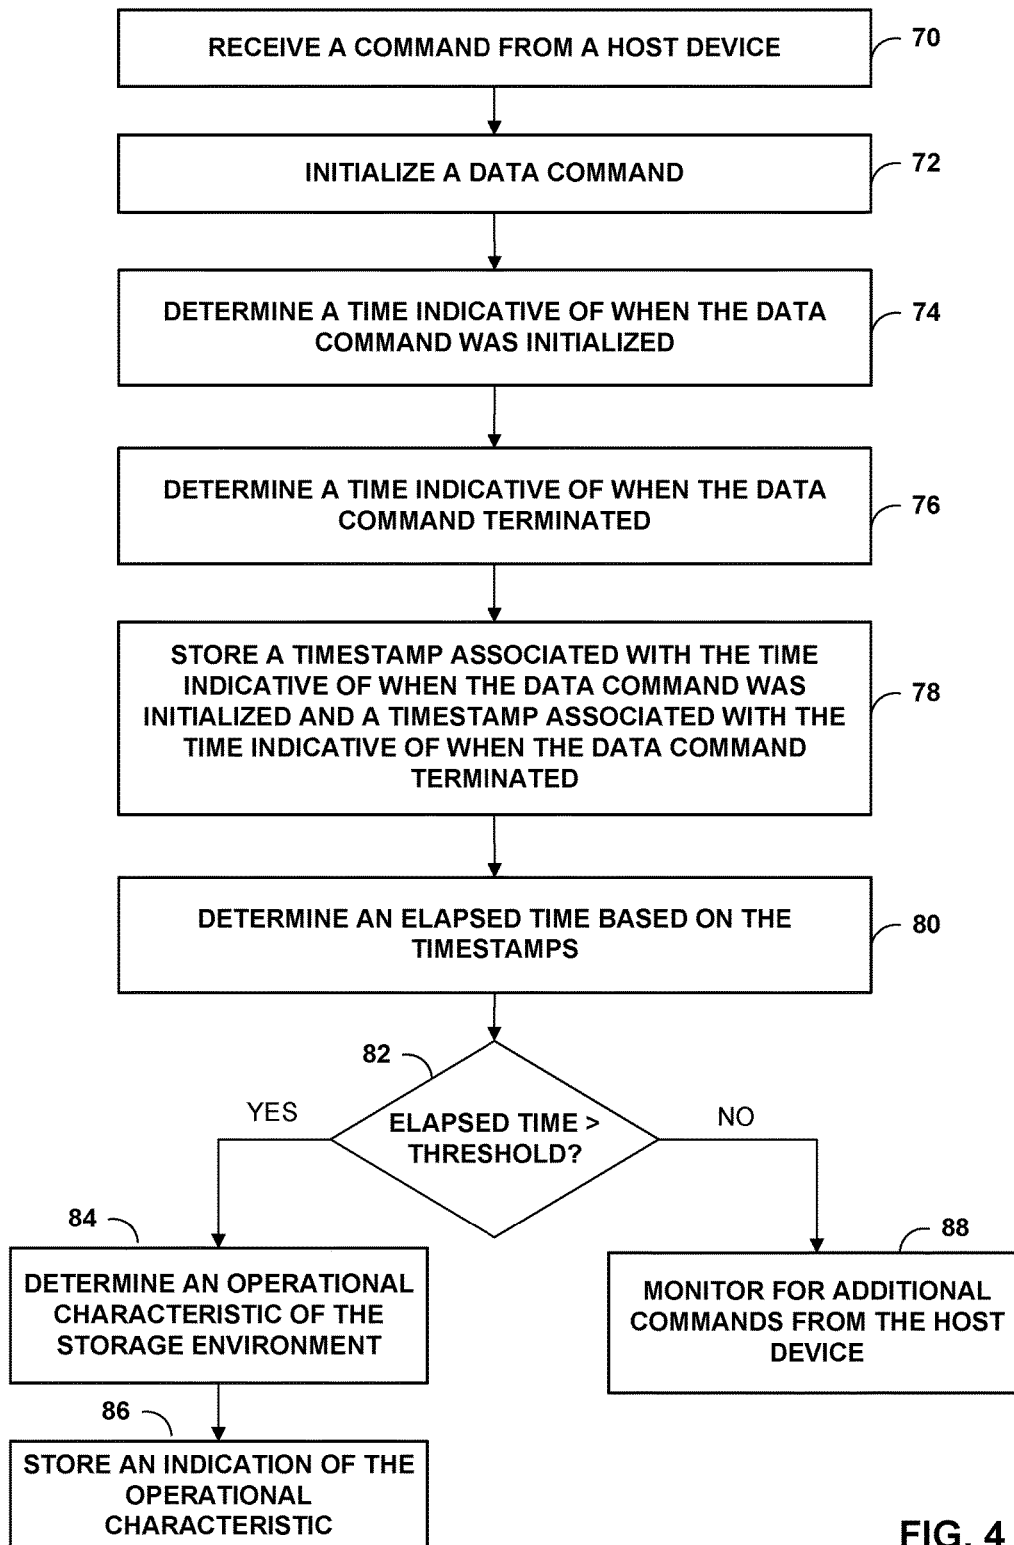 RECEIVE A COMMAND FROM A HOST DEVICE
70
INITIALIZE A DATA COMMAND
72
DETERMINE A TIME INDICATIVE OF WHEN THE DATA
COMMAND WAS INITIALIZED
74
DETERMINE A TIME INDICATIVE OF WHEN THE DATA
COMMAND TERMINATED
76
STORE A TIMESTAMP ASSOCIATED WITH THE TIME
INDICATIVE OF WHEN THE DATA COMMAND WAS
INITIALIZED AND A TIMESTAMP ASSOCIATED WITH THE
TIME INDICATIVE OF WHEN THE DATA COMMAND
TERMINATED
78
DETERMINE AN ELAPSED TIME BASED ON THE
TIMESTAMPS
80
82
ELAPSED TIME >
THRESHOLD?
YES
NO
84
DETERMINE AN OPERATIONAL
CHARACTERISTIC OF THE
STORAGE ENVIRONMENT
88
MONITOR FOR ADDITIONAL
COMMANDS FROM THE HOST
DEVICE
86
STORE AN INDICATION OF THE
OPERATIONAL
CHARACTERISTIC
FIG. 4